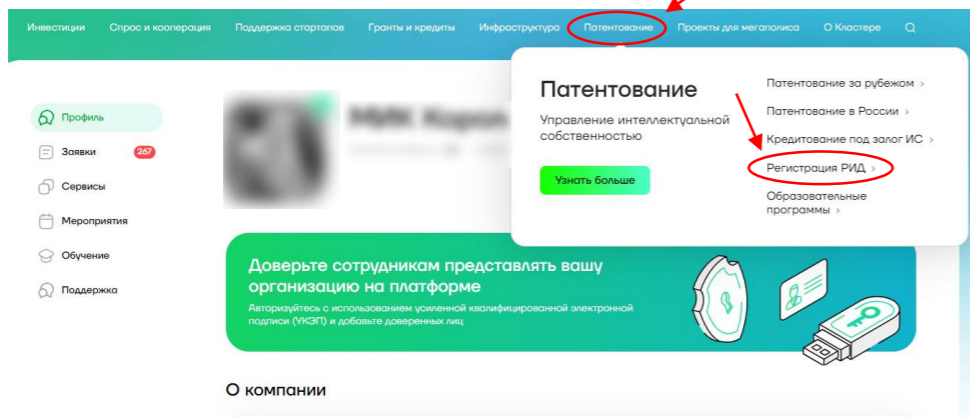 Инвестиции Спрос и кооперация Поддержка стартапов Гранты и кредиты Инфраструктура Патентование Проекты для мегаполиса О Кластере
Патентование
Управление интеллектуальной
собственностью
Узнать больше
Патентование за рубежом >
Патентование в России >
Кредитование под залог ИС >
Регистрация РИД >
Образовательные
программы >
Профиль
Заявки 267
Сервисы
Мероприятия
Обучение
Поддержка
Доверьте сотрудникам представлять вашу
организацию на платформе
Авторизуйтесь с использованием усиленной квалифицированной электронной
подписи (УКЭП) и добавьте доверенных лиц
О компании